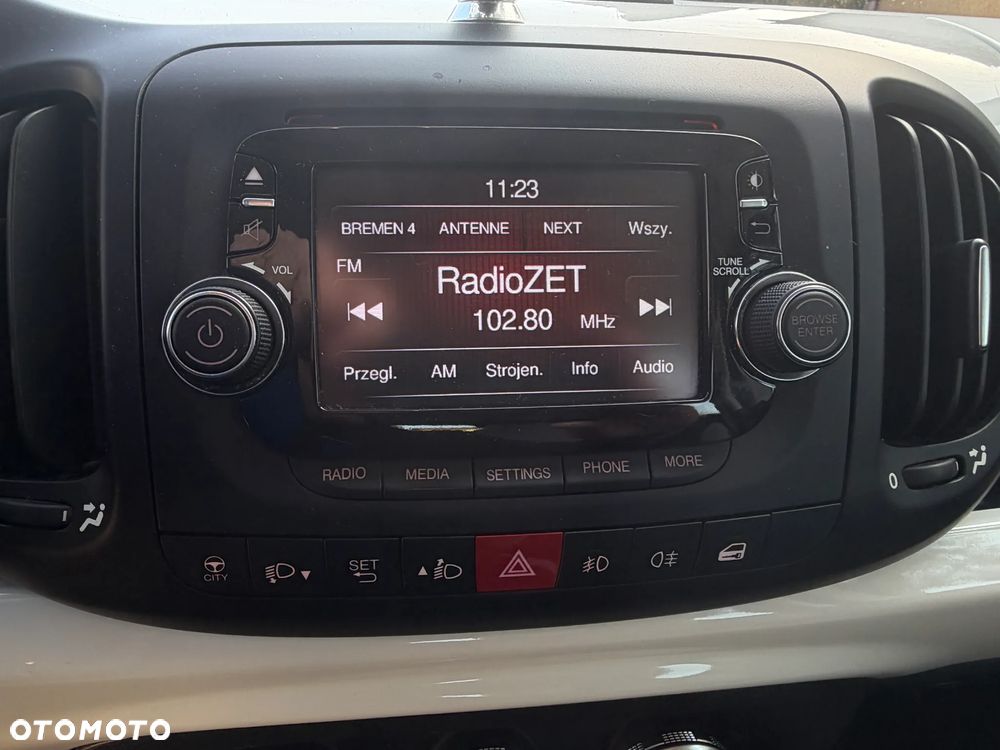 11:23
BREMEN 4 ANTENNE NEXT Wszy.
FM
RadioZET
102.80 MHz
Przegl. AM Strojen. Info Audio
VOL
TUNE
SCROLL
BROWSE
ENTER
RADIO MEDIA SETTINGS PHONE MORE
0
CITY
SET
OTOMOTO